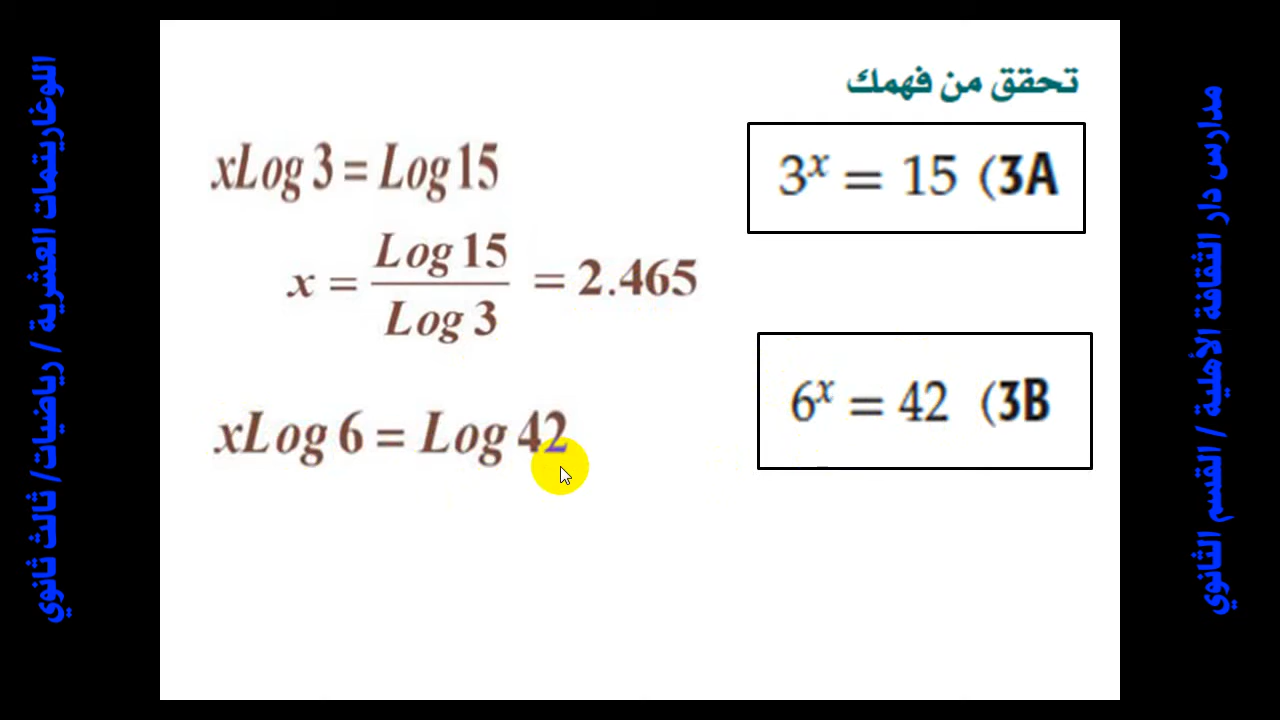 تحقق من فهمك
3^x = 15 (3A
xLog 3 = Log 15
x = Log 15 / Log 3 = 2.465
6^x = 42 (3B
xLog 6 = Log 42
مدارس دار الثقافة الأهلية / القسم الثانوي
اللوغاريتمات العشرية / رياضيات/ ثالث ثانوي